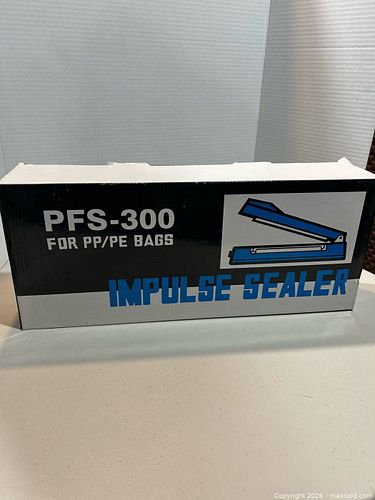 PFS-300
FOR PP/PE BAGS
IMPULSE SEALER
Copyright 2026 - maxsold.com